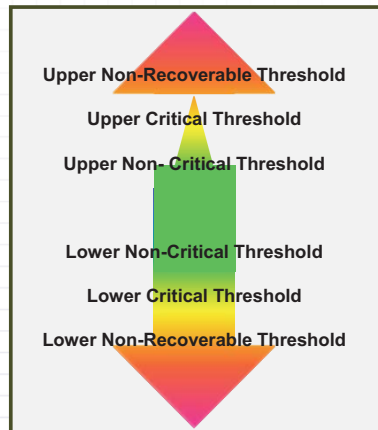 Upper Non-Recoverable Threshold
Upper Critical Threshold
Upper Non- Critical Threshold
Lower Non-Critical Threshold
Lower Critical Threshold
Lower Non-Recoverable Threshold